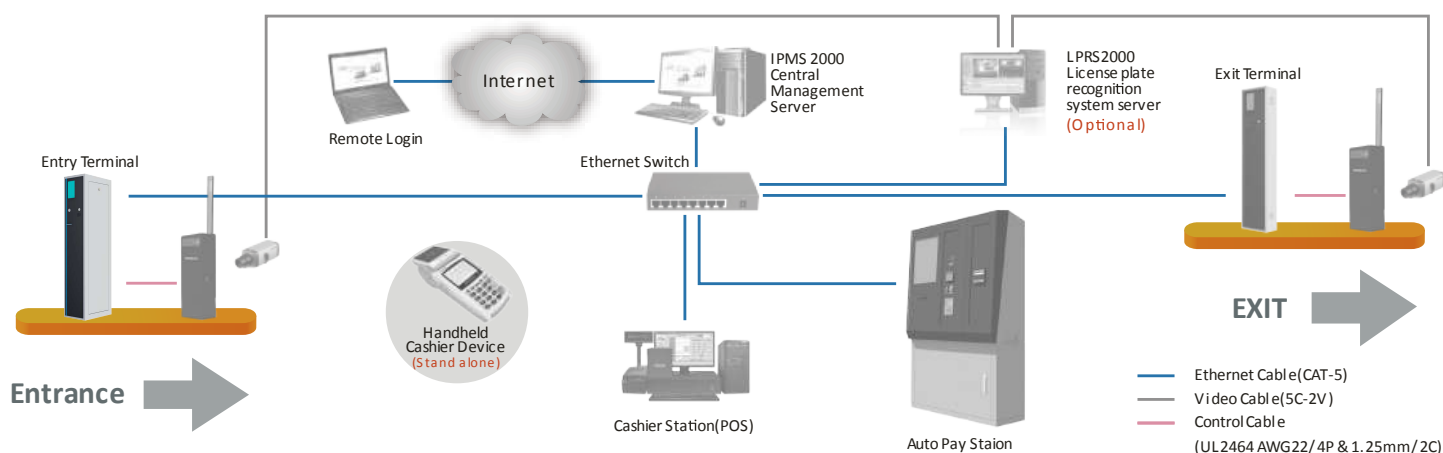 Internet
IPMS 2000
Central
Management
Server
LPRS2000
License plate
recognition
system server
(Optional)
Exit Terminal
Remote Login
Entry Terminal
Ethernet Switch
Handheld
Cashier Device
(Stand alone)
EXIT
Entrance
Cashier Station(POS)
Auto Pay Staion
Ethernet Cable(CAT-5)
Video Cable(5C-2V)
Control Cable
(UL2464 AWG22/4P & 1.25mm/2C)